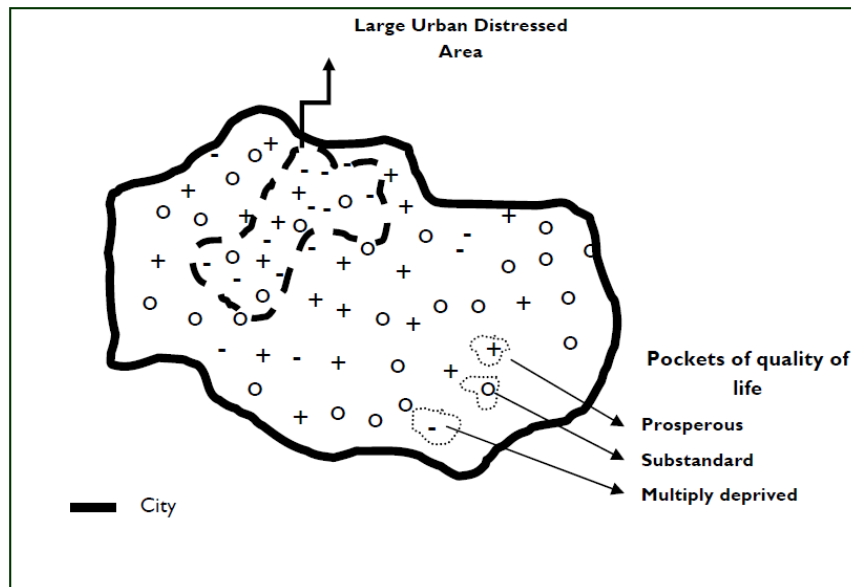 Large Urban Distressed
Area
Pockets of quality of
life
Prosperous
Substandard
Multiply deprived
City